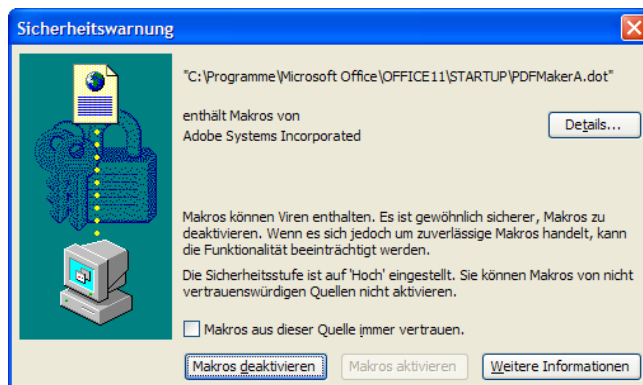 Sicherheitswarnung
"C:\Programme\Microsoft Office\OFFICE11\STARTUP\PDFMakerA.dot"
enthält Makros von
Adobe Systems Incorporated
Details...
Makros können Viren enthalten. Es ist gewöhnlich sicherer, Makros zu
deaktivieren. Wenn es sich jedoch um zuverlässige Makros handelt, kann
die Funktionalität beeinträchtigt werden.
Die Sicherheitsstufe ist auf 'Hoch' eingestellt. Sie können Makros von nicht
vertrauenswürdigen Quellen nicht aktivieren.
Makros aus dieser Quelle immer vertrauen.
Makros deaktivieren Makros aktivieren Weitere Informationen